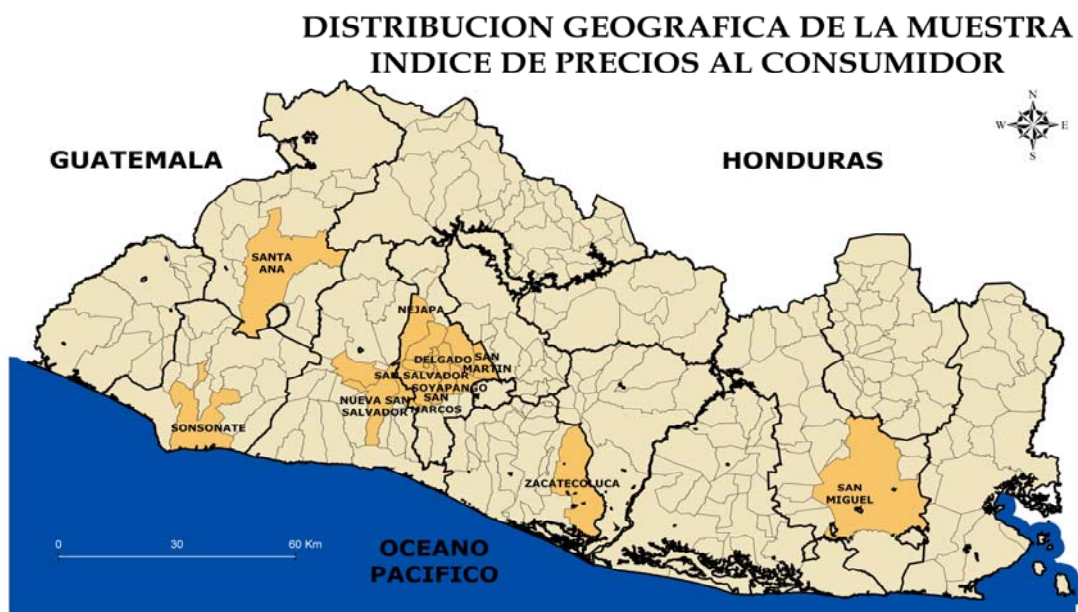 DISTRIBUCION GEOGRAFICA DE LA MUESTRA
INDICE DE PRECIOS AL CONSUMIDOR
N
W E
S
GUATEMALA
HONDURAS
SANTA
ANA
NEJAPA
DELGADO
SAN
MARTIN
SAN SALVADOR
SOYAPANGO
NUEVA SAN
SALVADOR
SAN
MARCOS
SONSONATE
ZACATECOLUCA
SAN
MIGUEL
0 30 60 Km
OCEANO
PACIFICO